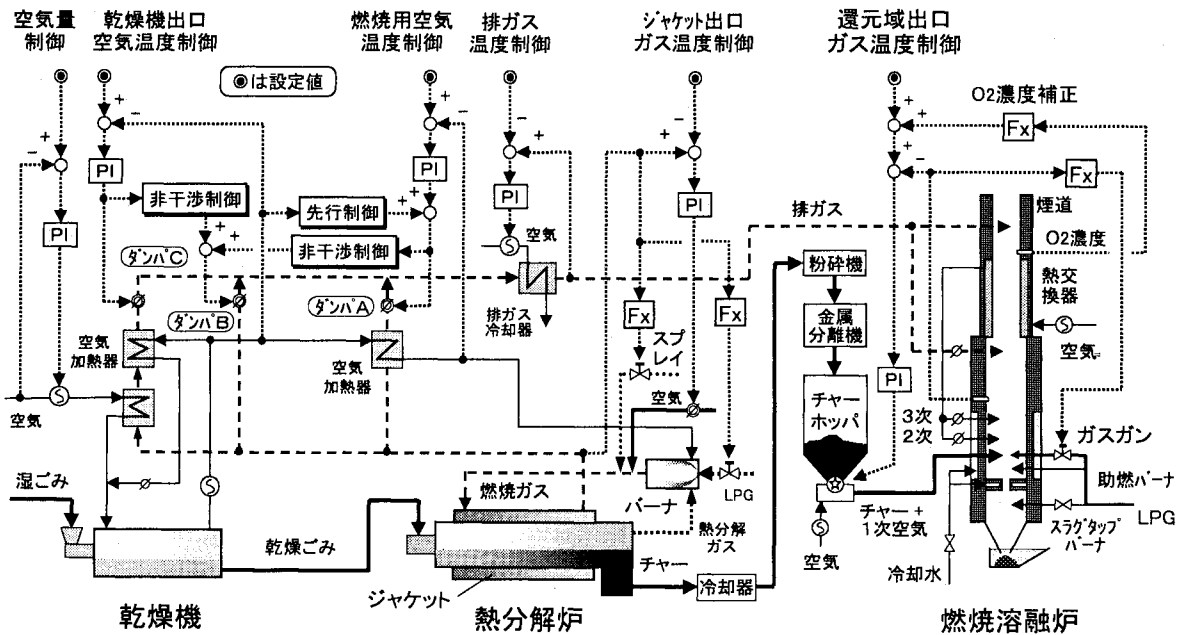 空気量
制御
乾燥機出口
空気温度制御
燃焼用空気
温度制御
排ガス
温度制御
ジャケット出口
ガス温度制御
還元域出口
ガス温度制御
◉は設定値
O2濃度補正
+
-
+
-
+
-
-
+
+
-
+
+
+
-
Fx
Fx
PI
PI
PI
PI
PI
PI
非干渉制御
先行制御
+
+
+
+
非干渉制御
ダンパC
ダンパB
ダンパA
空気
排ガス
冷却器
空気
加熱器
空気
加熱器
空気
S
S
S
S
S
Fx
Fx
スプ
レイ
空気
LPG
バーナ
燃焼ガス
熱分解
ガス
排ガス
粉砕機
金属
分離機
チャー
ホッパ
煙道
O2濃度
熱交
換器
空気
3次
2次
ガスガン
助燃バーナ
LPG
チャー +
1次空気
スラグタップ
バーナ
空気
冷却水
湿ごみ
乾燥ごみ
チャー
冷却器
ジャケット
乾燥機
熱分解炉
燃焼溶融炉